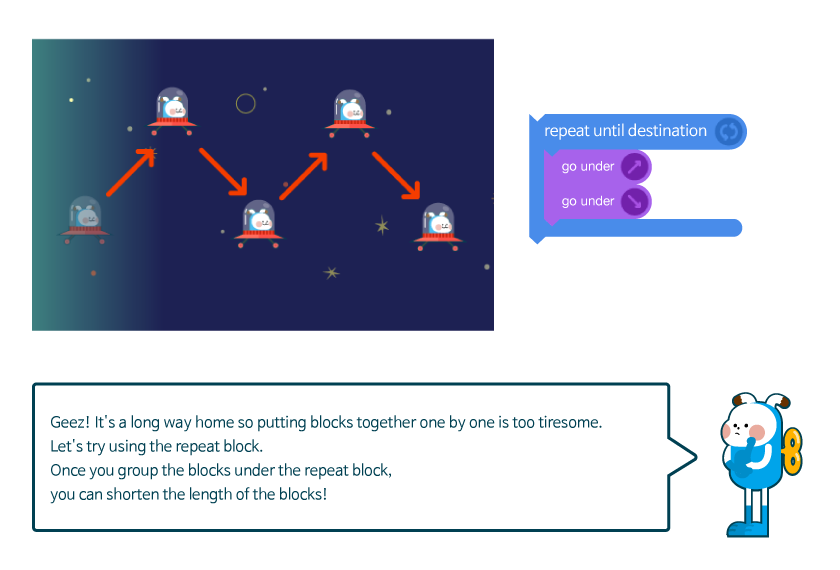 repeat until destination
go under
go under
Geez! It's a long way home so putting blocks together one by one is too tiresome.
Let's try using the repeat block.
Once you group the blocks under the repeat block,
you can shorten the length of the blocks!